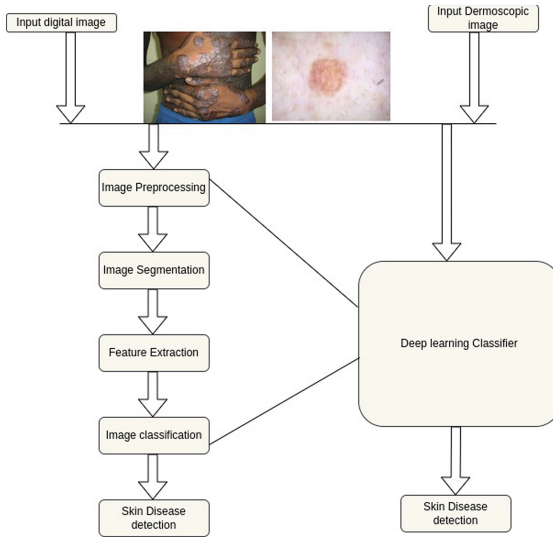 Input digital image
Input Dermoscopic
image
Image Preprocessing
Image Segmentation
Feature Extraction
Deep learning Classifier
Image classification
Skin Disease
detection
Skin Disease
detection